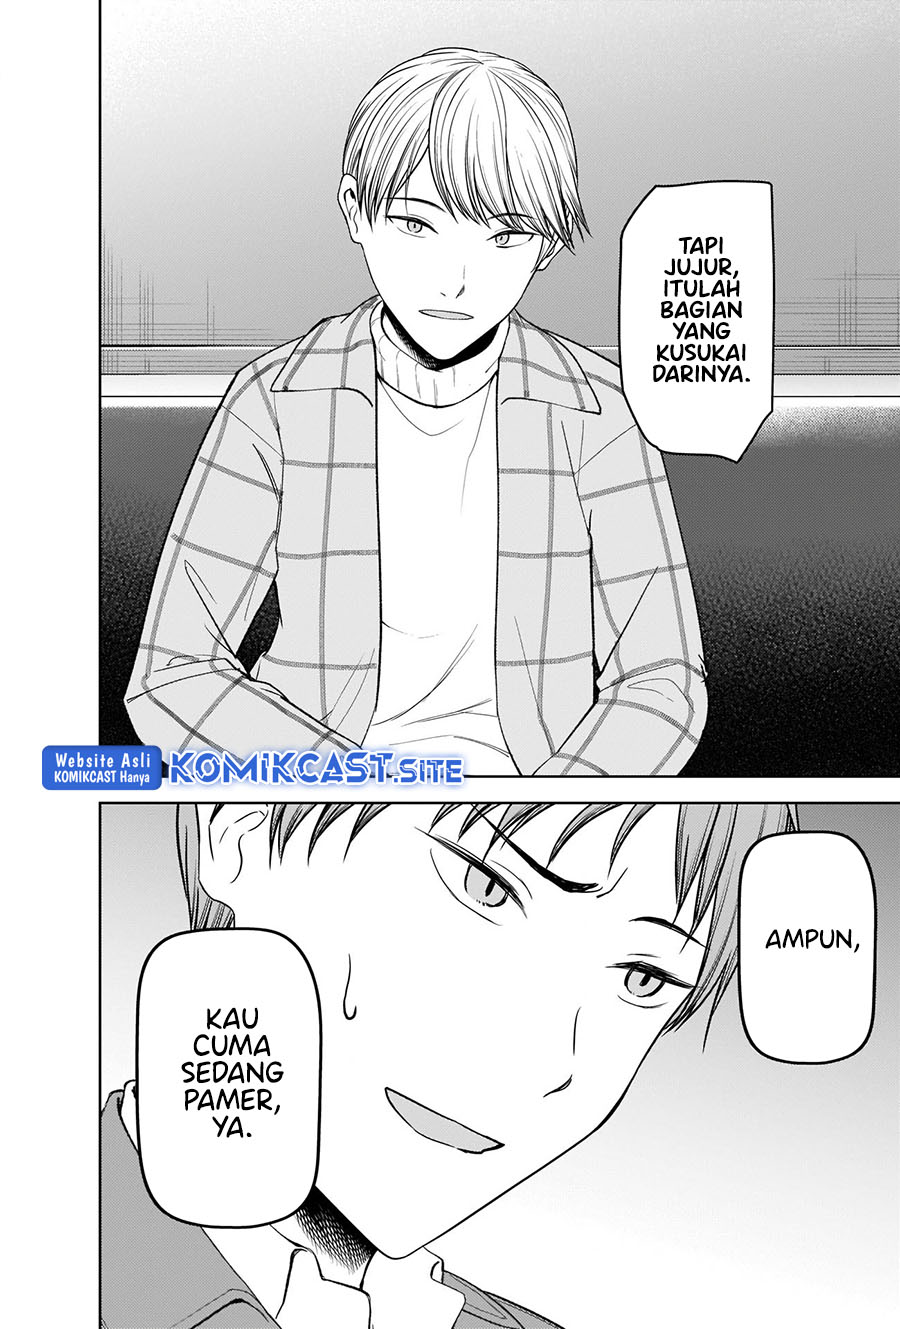 TAPI
JUJUR,
ITULAH
BAGIAN
YANG
KUSUKAI
DARINYA.
Website Asli
KOMIKCAST Hanya
KOMIKCAST.SITE
AMPUN,
KAU
CUMA
SEDANG
PAMER,
YA.